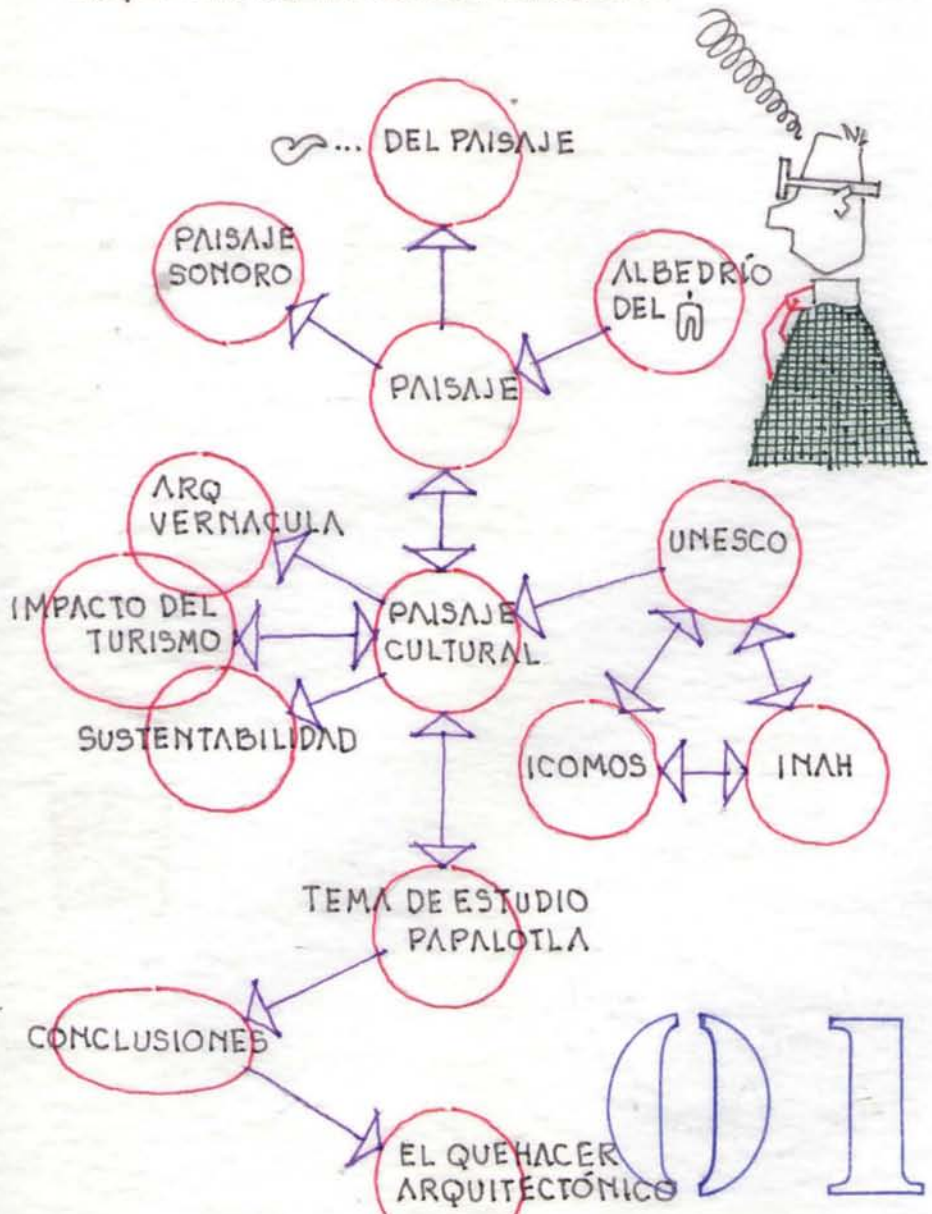 ... DEL PAISAJE
PAISAJE
SONORO
ALBEDRÍO
DEL
PAISAJE
ARQ
VERNACULA
UNESCO
IMPACTO DEL
TURISMO
PAISAJE
CULTURAL
SUSTENTABILIDAD
ICOMOS
INAH
TEMA DE ESTUDIO
PAPALOTLA
CONCLUSIONES
01
EL QUEHACER
ARQUITECTÓNICO